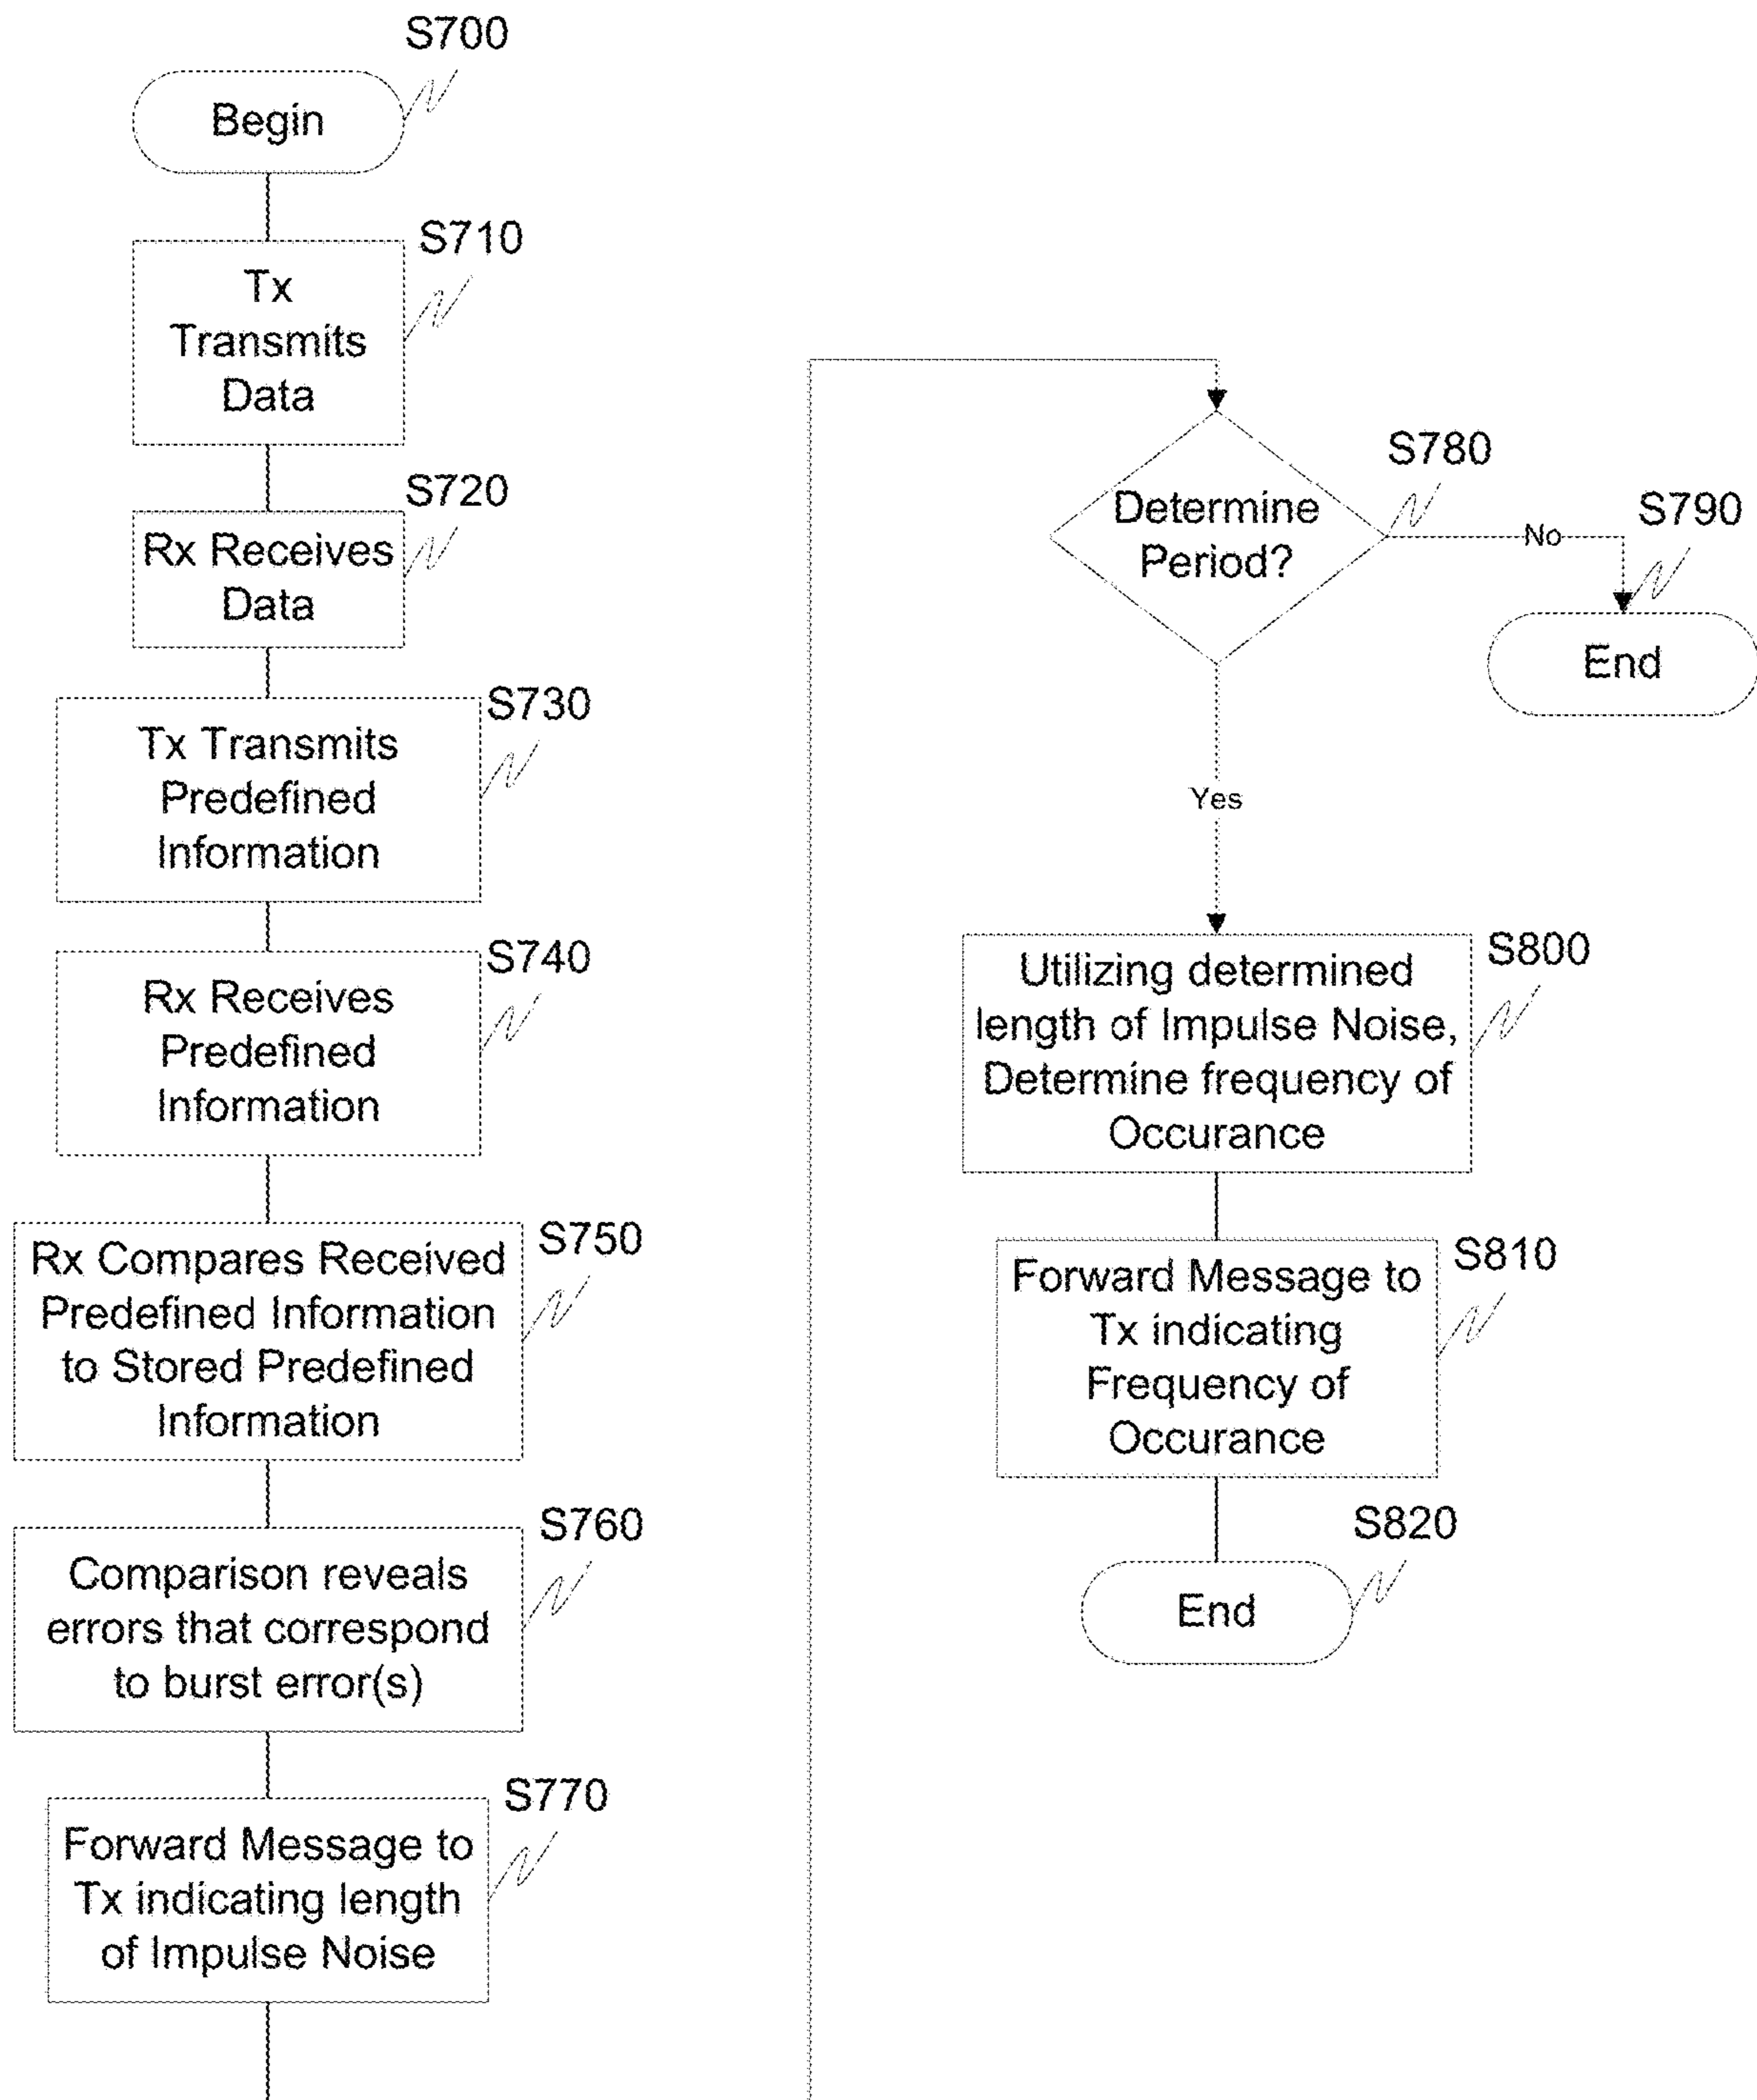 S700
Begin
S710
Tx
Transmits
Data
S720
Rx Receives
Data
S730
Tx Transmits
Predefined
Information
S740
Rx Receives
Predefined
Information
S750
Rx Compares Received
Predefined Information
to Stored Predefined
Information
S760
Comparison reveals
errors that correspond
to burst error(s)
S770
Forward Message to
Tx indicating length
of Impulse Noise
S780
Determine
Period?
No
S790
End
Yes
S800
Utilizing determined
length of Impulse Noise,
Determine frequency of
Occurance
S810
Forward Message to
Tx indicating
Frequency of
Occurance
S820
End